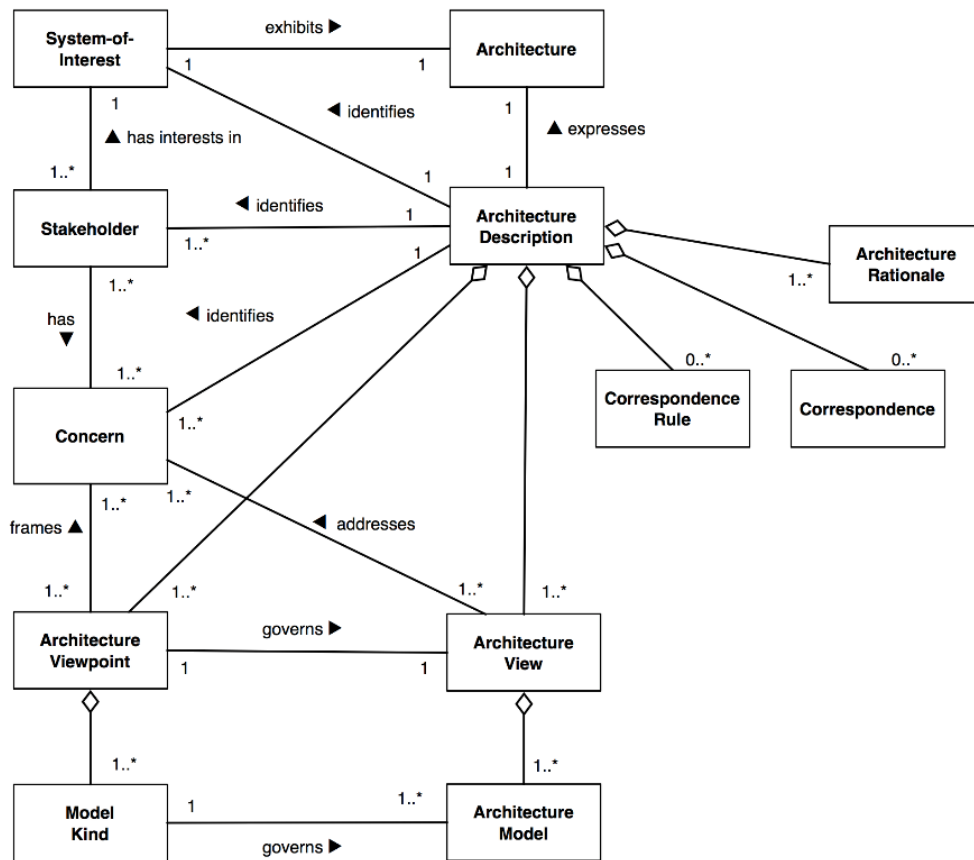 System-of-
Interest
exhibits ▶
Architecture
1
1
1
1
◀ identifies
▲ has interests in
▲ expresses
1..*
1
1
Stakeholder
◀ identifies
1
1..*
Architecture
Description
Architecture
Rationale
1..*
1..*
1
has
▼
◀ identifies
1..*
0..*
0..*
Concern
1..*
Correspondence
Rule
Correspondence
1..*
1..*
frames ▲
◀ addresses
1..*
1..*
1..*
1..*
Architecture
Viewpoint
governs ▶
Architecture
View
1
1
1..*
1..*
Model
Kind
1
1..*
Architecture
Model
governs ▶